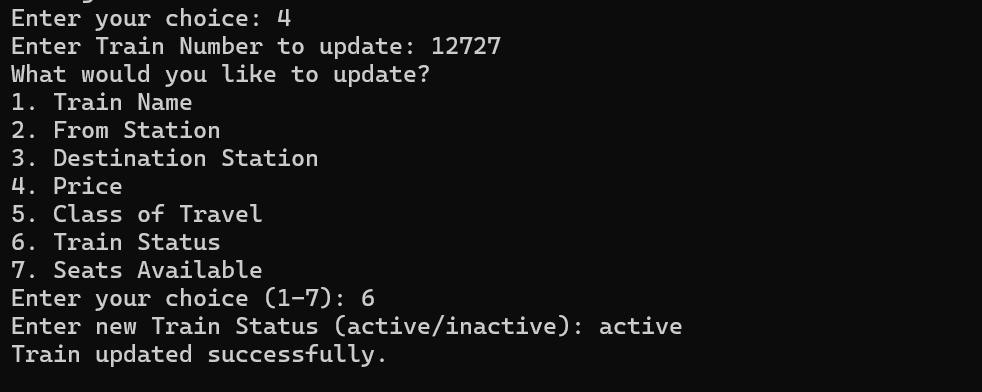 Enter your choice: 4
Enter Train Number to update: 12727
What would you like to update?
1. Train Name
2. From Station
3. Destination Station
4. Price
5. Class of Travel
6. Train Status
7. Seats Available
Enter your choice (1-7): 6
Enter new Train Status (active/inactive): active
Train updated successfully.